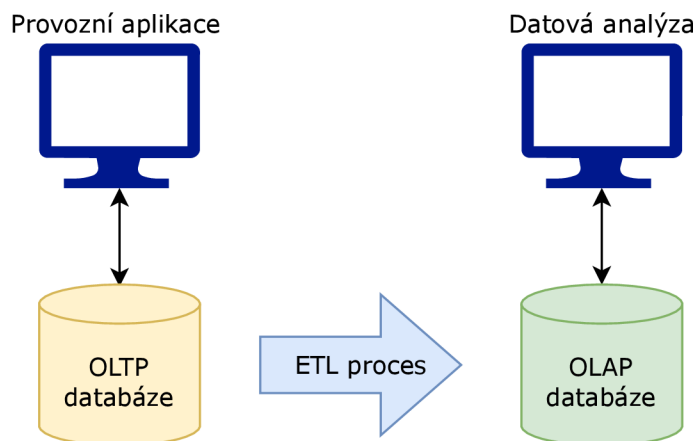 Provozní aplikace
Datová analýza
OLTP
databáze
ETL proces
OLAP
databáze